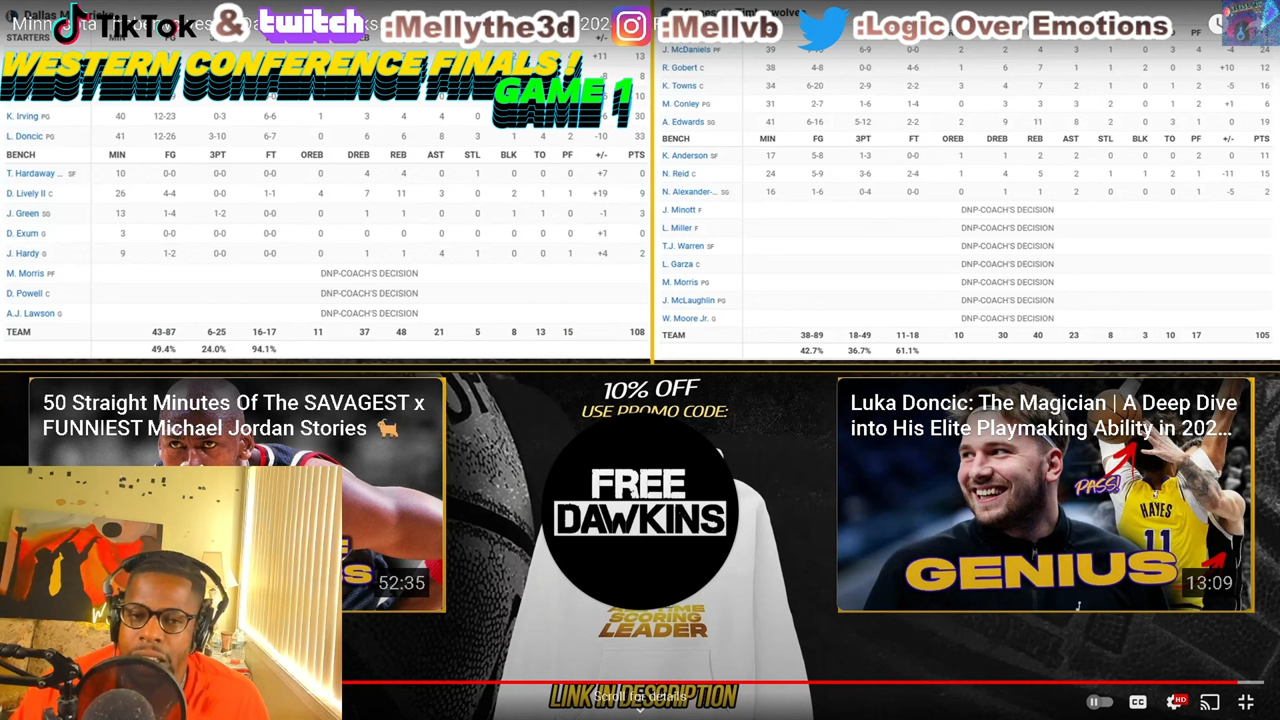 TikTok & twitch :Mellythe3d :Mellvb :Logic Over Emotions
WESTERN CONFERENCE FINALS!
GAME 1
STARTERS +/- PTS
+11 13
K. Irving PG 40 12-23 0-3 6-6 1 3 4 4 0 30
L. Doncic PG 41 12-26 3-10 6-7 0 6 6 8 3 1 4 2 -10 33
BENCH MIN FG 3PT FT OREB DREB REB AST STL BLK TO PF +/- PTS
T. Hardaway ... SF 10 0-0 0-0 0-0 0 4 4 0 1 0 0 0 +7 0
D. Lively II C 26 4-4 0-0 1-1 4 7 11 3 0 2 1 1 +19 9
J. Green SG 13 1-4 1-2 0-0 0 1 1 0 0 1 1 0 -1 3
D. Exum G 3 0-0 0-0 0-0 0 0 0 0 0 0 0 0 +1 0
J. Hardy G 9 1-2 0-0 0-0 0 1 1 4 1 0 0 1 +4 2
M. Morris PF DNP-COACH'S DECISION
D. Powell C DNP-COACH'S DECISION
A.J. Lawson G DNP-COACH'S DECISION
TEAM 43-87 6-25 16-17 11 37 48 21 5 8 13 15 108
49.4% 24.0% 94.1%
J. McDaniels PF 39 6-9 0-0 2 2 4 3 1 1 3 4 -4 24
R. Gobert C 38 4-8 0-0 4-6 1 6 7 1 1 2 0 3 +10 12
K. Towns C 34 6-20 2-9 2-2 3 4 7 2 16
M. Conley PG 31 2-7 1-6 1-4 0 3 3 6
A. Edwards SG 41 6-16 5-12 2-2 2 9 11 8 2 0 3 19
BENCH MIN FG 3PT FT OREB DREB REB AST STL BLK TO PF +/- PTS
K. Anderson SF 17 5-8 1-3 0-0 1 1 2 2 0 0 0 2 0 11
N. Reid C 24 5-9 3-6 2-4 1 0 1 2 1 1 2 1 -11 15
N. Alexander-... SG 16 1-6 0-4 0-0 0 1 1 2 0 0 0 1 -5 2
J. Minott F DNP-COACH'S DECISION
L. Miller F DNP-COACH'S DECISION
T.J. Warren SF DNP-COACH'S DECISION
L. Garza C DNP-COACH'S DECISION
M. Morris PG DNP-COACH'S DECISION
J. McLaughlin PG DNP-COACH'S DECISION
W. Moore Jr. G DNP-COACH'S DECISION
TEAM 38-89 18-49 11-18 10 30 40 23 8 3 10 17 105
42.7% 36.7% 61.1%
50 Straight Minutes Of The SAVAGEST x
FUNNIEST Michael Jordan Stories 🐈
52:35
10% OFF
USE PROMO CODE:
FREE
DAWKINS
SCORING
LEADER
LINK IN DESCRIPTION
Scroll for details
Luka Doncic: The Magician | A Deep Dive
into His Elite Playmaking Ability in 202...
PASS!
HAYES
11
GENIUS
13:09
CC
HD